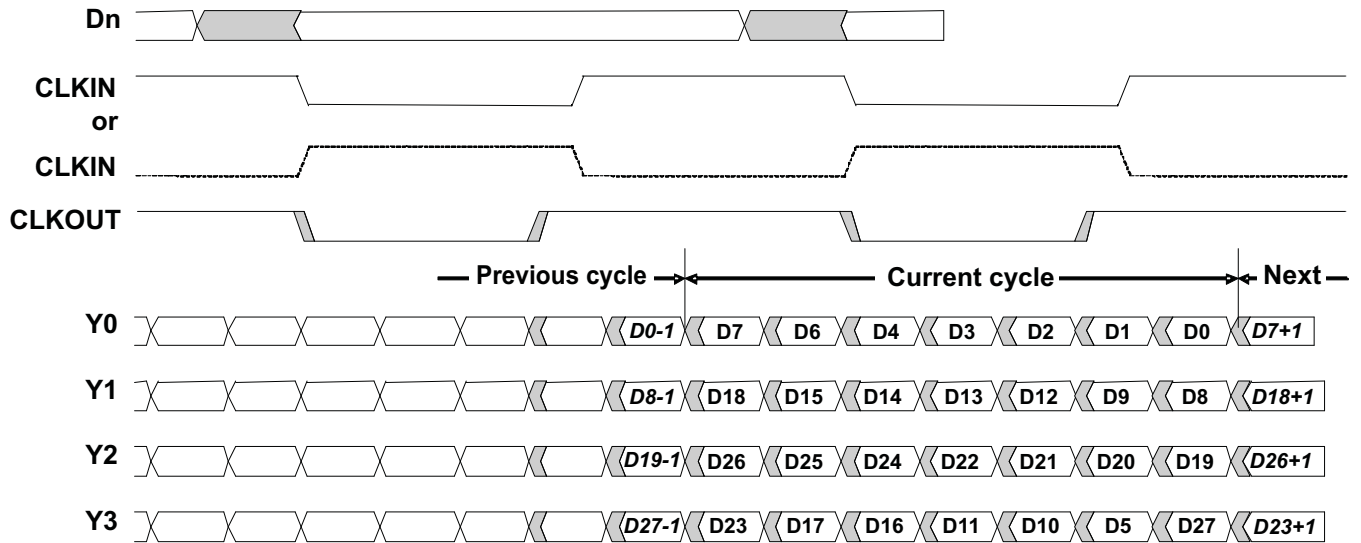 Dn
CLKIN
or
CLKIN
CLKOUT
Previous cycle Current cycle Next
Y0 D0-1 D7 D6 D4 D3 D2 D1 D0 D7+1
Y1 D8-1 D18 D15 D14 D13 D12 D9 D8 D18+1
Y2 D19-1 D26 D25 D24 D22 D21 D20 D19 D26+1
Y3 D27-1 D23 D17 D16 D11 D10 D5 D27 D23+1